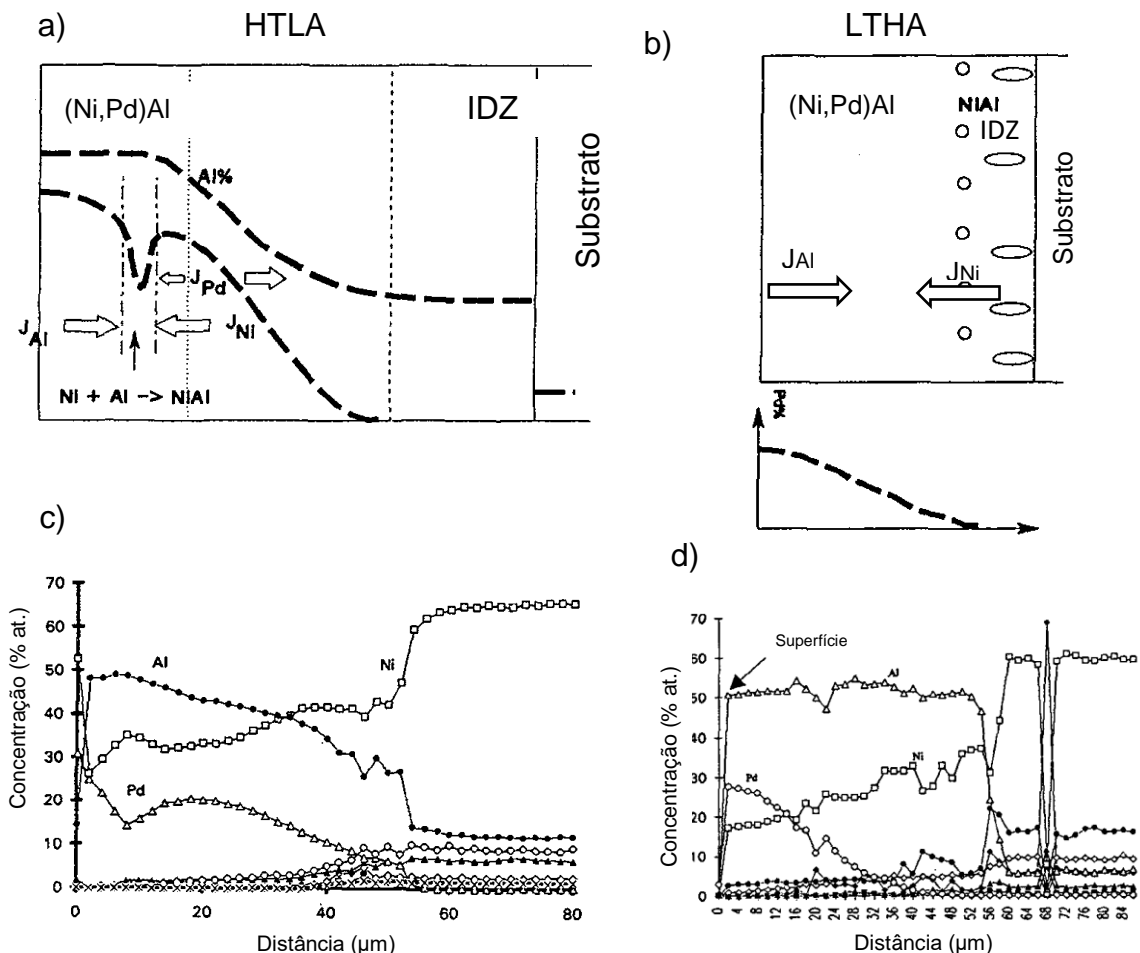 a)
HTLA
(Ni,Pd)Al
IDZ
Substrato
Al%
J Pd
J Al
J Ni
Ni + Al -> NiAl
b)
LTHA
(Ni,Pd)Al
NiAl
IDZ
Substrato
JAl
JNi
Pd%
c)
Concentração (% at.)
70
60
50
40
30
20
10
0
Al
Ni
Pd
0
20
40
60
80
Distância (µm)
d)
Concentração (% at.)
70
60
50
40
30
20
10
0
Superfície
Al
Ni
Pd
0 4 8 12 16 20 24 28 32 36 40 44 48 52 56 60 64 68 72 76 80 84
Distância (µm)